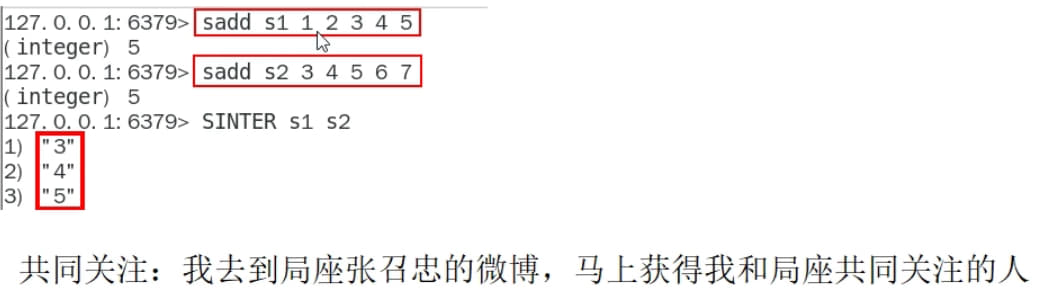 127.0.0.1:6379> sadd s1 1 2 3 4 5
(integer) 5
127.0.0.1:6379> sadd s2 3 4 5 6 7
(integer) 5
127.0.0.1:6379> SINTER s1 s2
1) "3"
2) "4"
3) "5"
共同关注：我去到局座张召忠的微博，马上获得我和局座共同关注的人